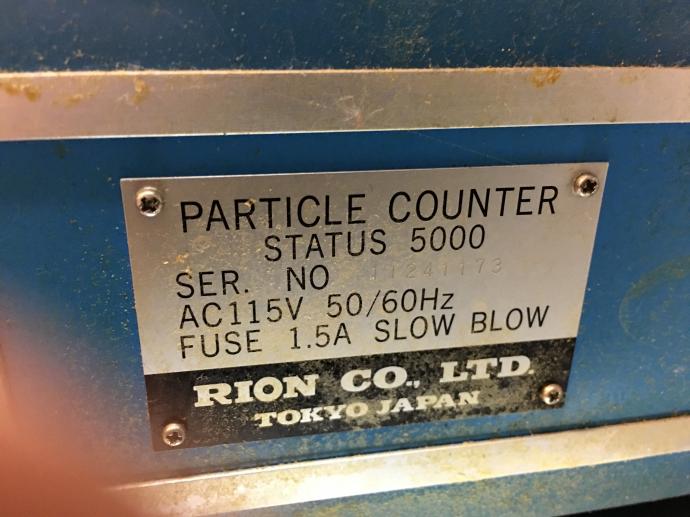 PARTICLE COUNTER
STATUS 5000
SER. NO 11241173
AC115V 50/60Hz
FUSE 1.5A SLOW BLOW
RION CO., LTD.
TOKYO JAPAN